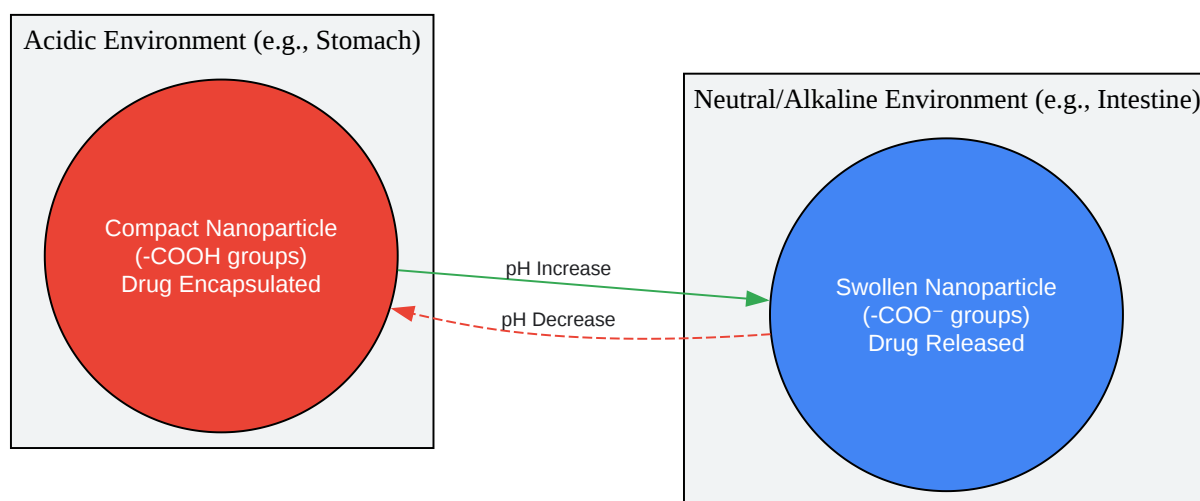 Acidic Environment (e.g., Stomach)
Compact Nanoparticle
(-COOH groups)
Drug Encapsulated
pH Increase
pH Decrease
Neutral/Alkaline Environment (e.g., Intestine)
Swollen Nanoparticle
(-COO⁻ groups)
Drug Released